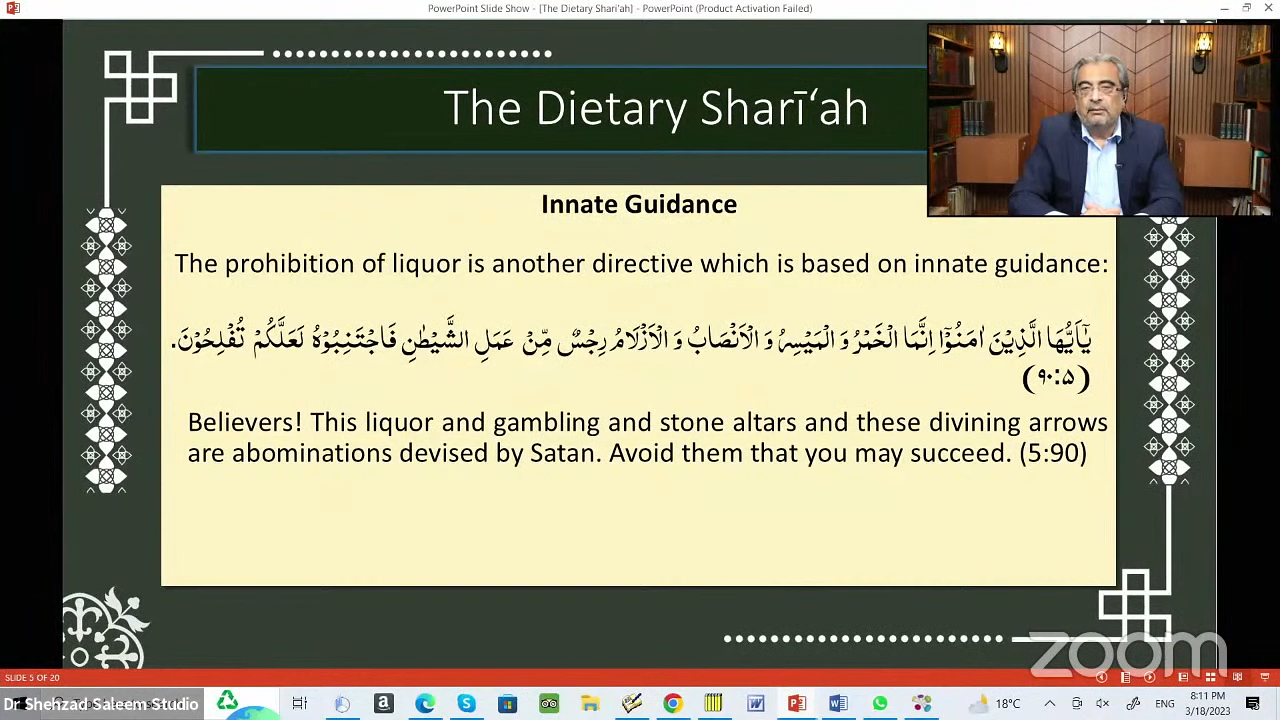 PowerPoint Slide Show - [The Dietary Shari'ah] - PowerPoint (Product Activation Failed)
The Dietary Sharī‘ah
Innate Guidance
The prohibition of liquor is another directive which is based on innate guidance:
يٰٓاَيُّهَا الَّذِيْنَ اٰمَنُوْٓا اِنَّمَا الْخَمْرُ وَ الْمَيْسِرُ وَ الْاَنْصَابُ وَ الْاَزْلَامُ رِجْسٌ مِّنْ عَمَلِ الشَّيْطٰنِ فَاجْتَنِبُوْهُ لَعَلَّكُمْ تُفْلِحُوْنَ.
(۵:۹۰)
Believers! This liquor and gambling and stone altars and these divining arrows
are abominations devised by Satan. Avoid them that you may succeed. (5:90)
zoom
SLIDE 5 OF 20
Dr Shehzad Saleem Studio
18°C
ENG
8:11 PM
3/18/2023